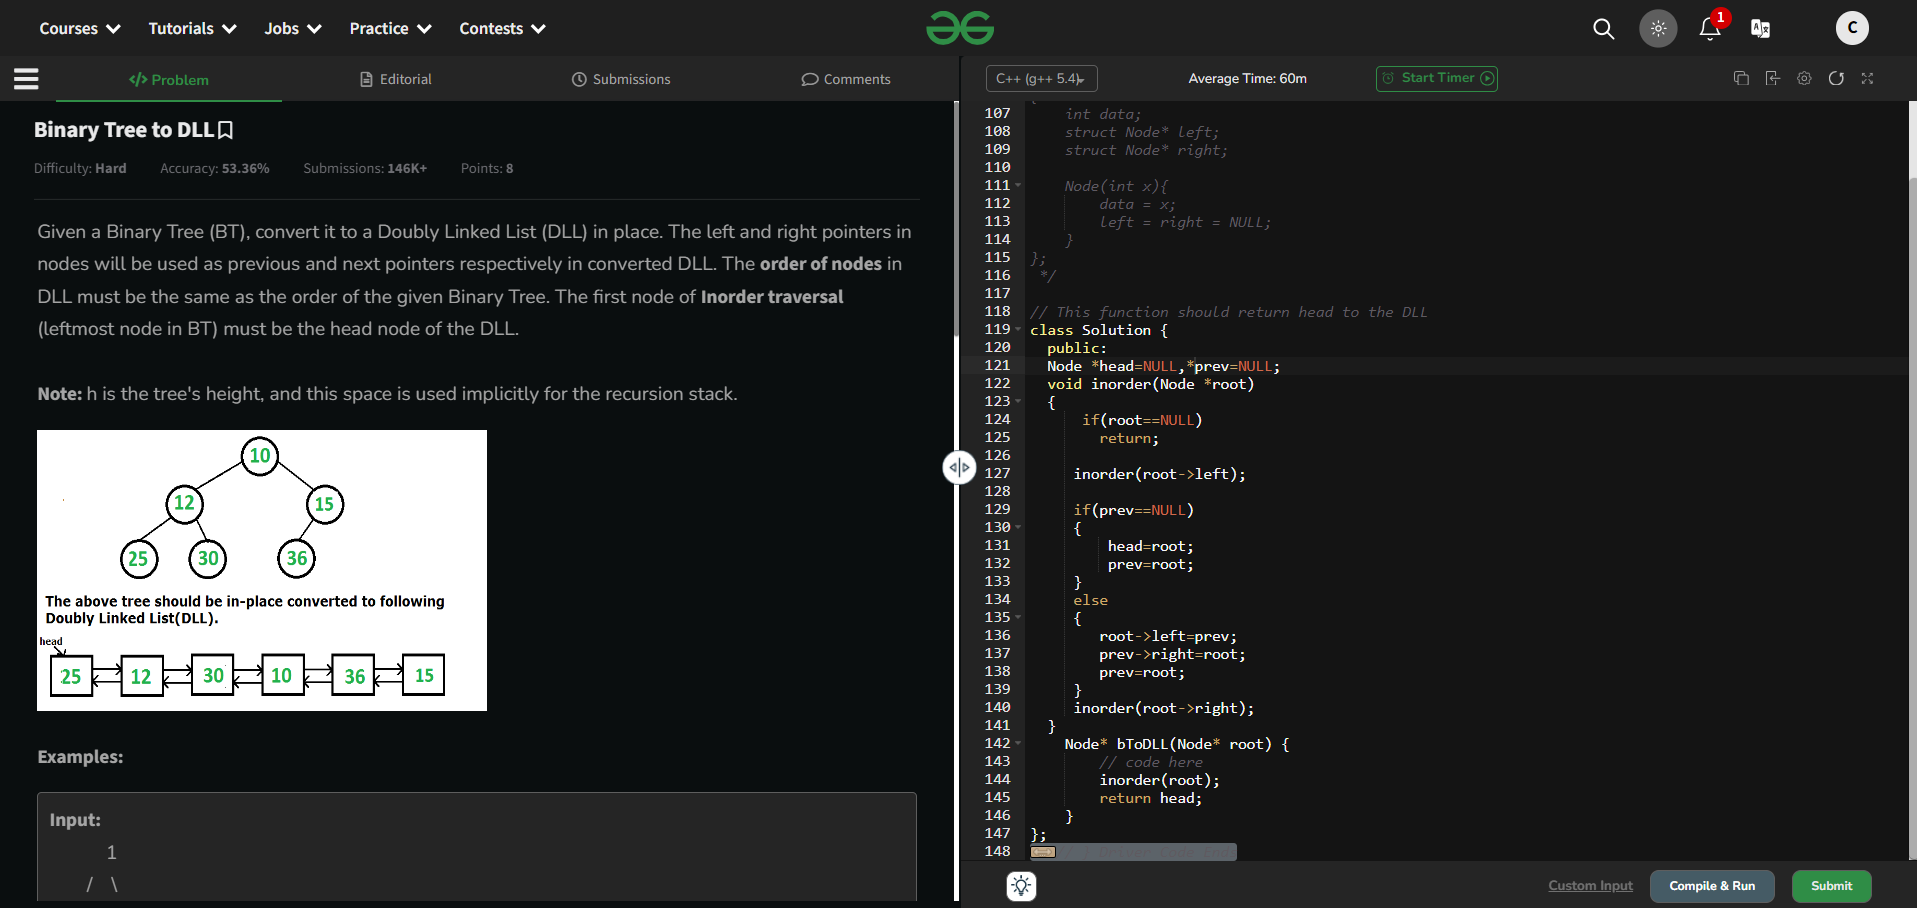 Courses Tutorials Jobs Practice Contests 1 C
Problem Editorial Submissions Comments
C++ (g++ 5.4) Average Time: 60m Start Timer
Binary Tree to DLL
Difficulty: Hard Accuracy: 53.36% Submissions: 146K+ Points: 8
Given a Binary Tree (BT), convert it to a Doubly Linked List (DLL) in place. The left and right pointers in
nodes will be used as previous and next pointers respectively in converted DLL. The order of nodes in
DLL must be the same as the order of the given Binary Tree. The first node of Inorder traversal
(leftmost node in BT) must be the head node of the DLL.
Note: h is the tree's height, and this space is used implicitly for the recursion stack.
10
12 15
25 30 36
The above tree should be in-place converted to following
Doubly Linked List(DLL).
head
25 12 30 10 36 15
Examples:
Input:
1
/ \
107 int data;
108 struct Node* left;
109 struct Node* right;
110
111 Node(int x){
112 data = x;
113 left = right = NULL;
114 }
115 };
116 */
117
118 // This function should return head to the DLL
119 class Solution {
120 public:
121 Node *head=NULL,*prev=NULL;
122 void inorder(Node *root)
123 {
124 if(root==NULL)
125 return;
126
127 inorder(root->left);
128
129 if(prev==NULL)
130 {
131 head=root;
132 prev=root;
133 }
134 else
135 {
136 root->left=prev;
137 prev->right=root;
138 prev=root;
139 }
140 inorder(root->right);
141 }
142 Node* bToDLL(Node* root) {
143 // code here
144 inorder(root);
145 return head;
146 }
147 };
148 Driver Code Ends
Custom Input Compile & Run Submit